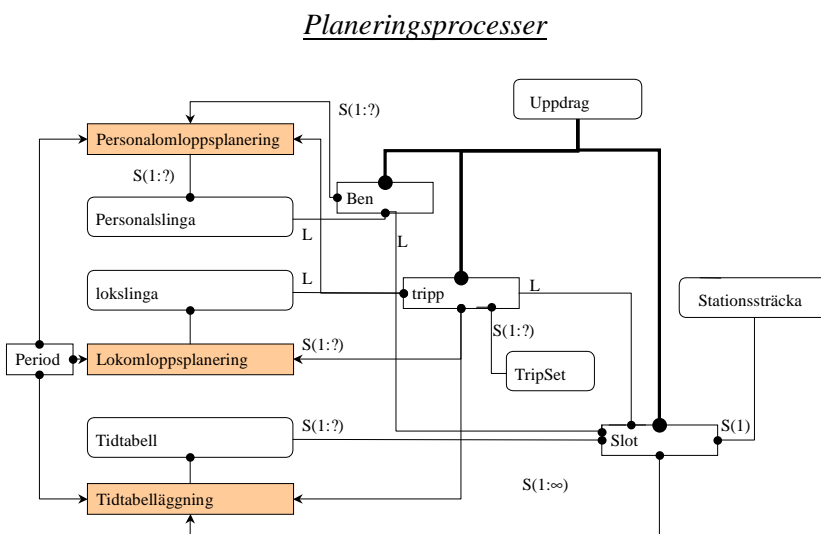 Planeringsprocesser
Uppdrag
S(1:?)
Personalomloppsplanering
S(1:?)
Ben
Personalslinga
L
L
lokslinga
L
tripp
L
Stationssträcka
S(1:?)
Period
Lokomloppsplanering
S(1:?)
TripSet
Tidtabell
S(1:?)
Slot
S(1)
S(1:∞)
Tidtabelläggning